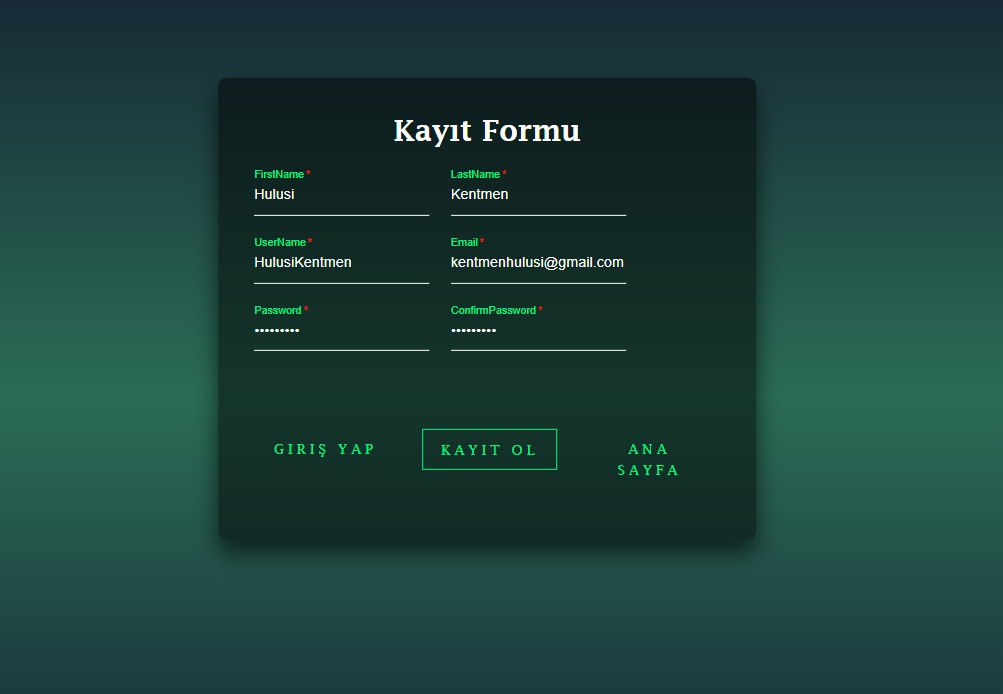 Kayıt Formu
FirstName * LastName *
Hulusi Kentmen
UserName * Email *
HulusiKentmen kentmenhulusi@gmail.com
Password * ConfirmPassword *
••••••••• •••••••••
GIRIŞ YAP KAYIT OL ANA
SAYFA